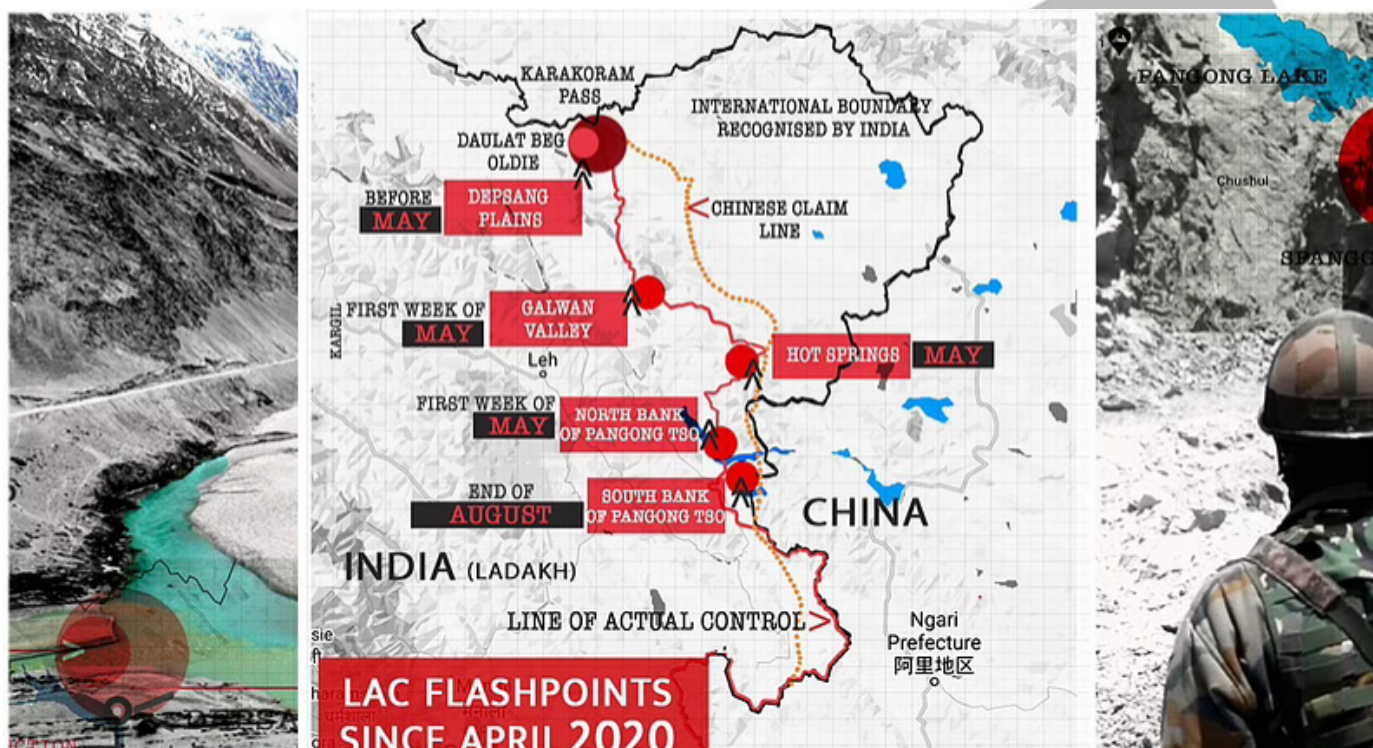 KARAKORAM
PASS
INTERNATIONAL BOUNDARY
RECOGNISED BY INDIA
DAULAT BEG
OLDIE
BEFORE
MAY
DEPSANG
PLAINS
CHINESE CLAIM
LINE
FIRST WEEK OF
MAY
GALWAN
VALLEY
KARGIL
Leh
HOT SPRINGS
MAY
FIRST WEEK OF
MAY
NORTH BANK
OF PANGONG TSO
END OF
AUGUST
SOUTH BANK
OF PANGONG TSO
CHINA
INDIA (LADAKH)
LINE OF ACTUAL CONTROL
Ngari
Prefecture
阿里地区
LAC FLASHPOINTS
SINCE APRIL 2020
PANGONG LAKE
Chushul
SPANGG